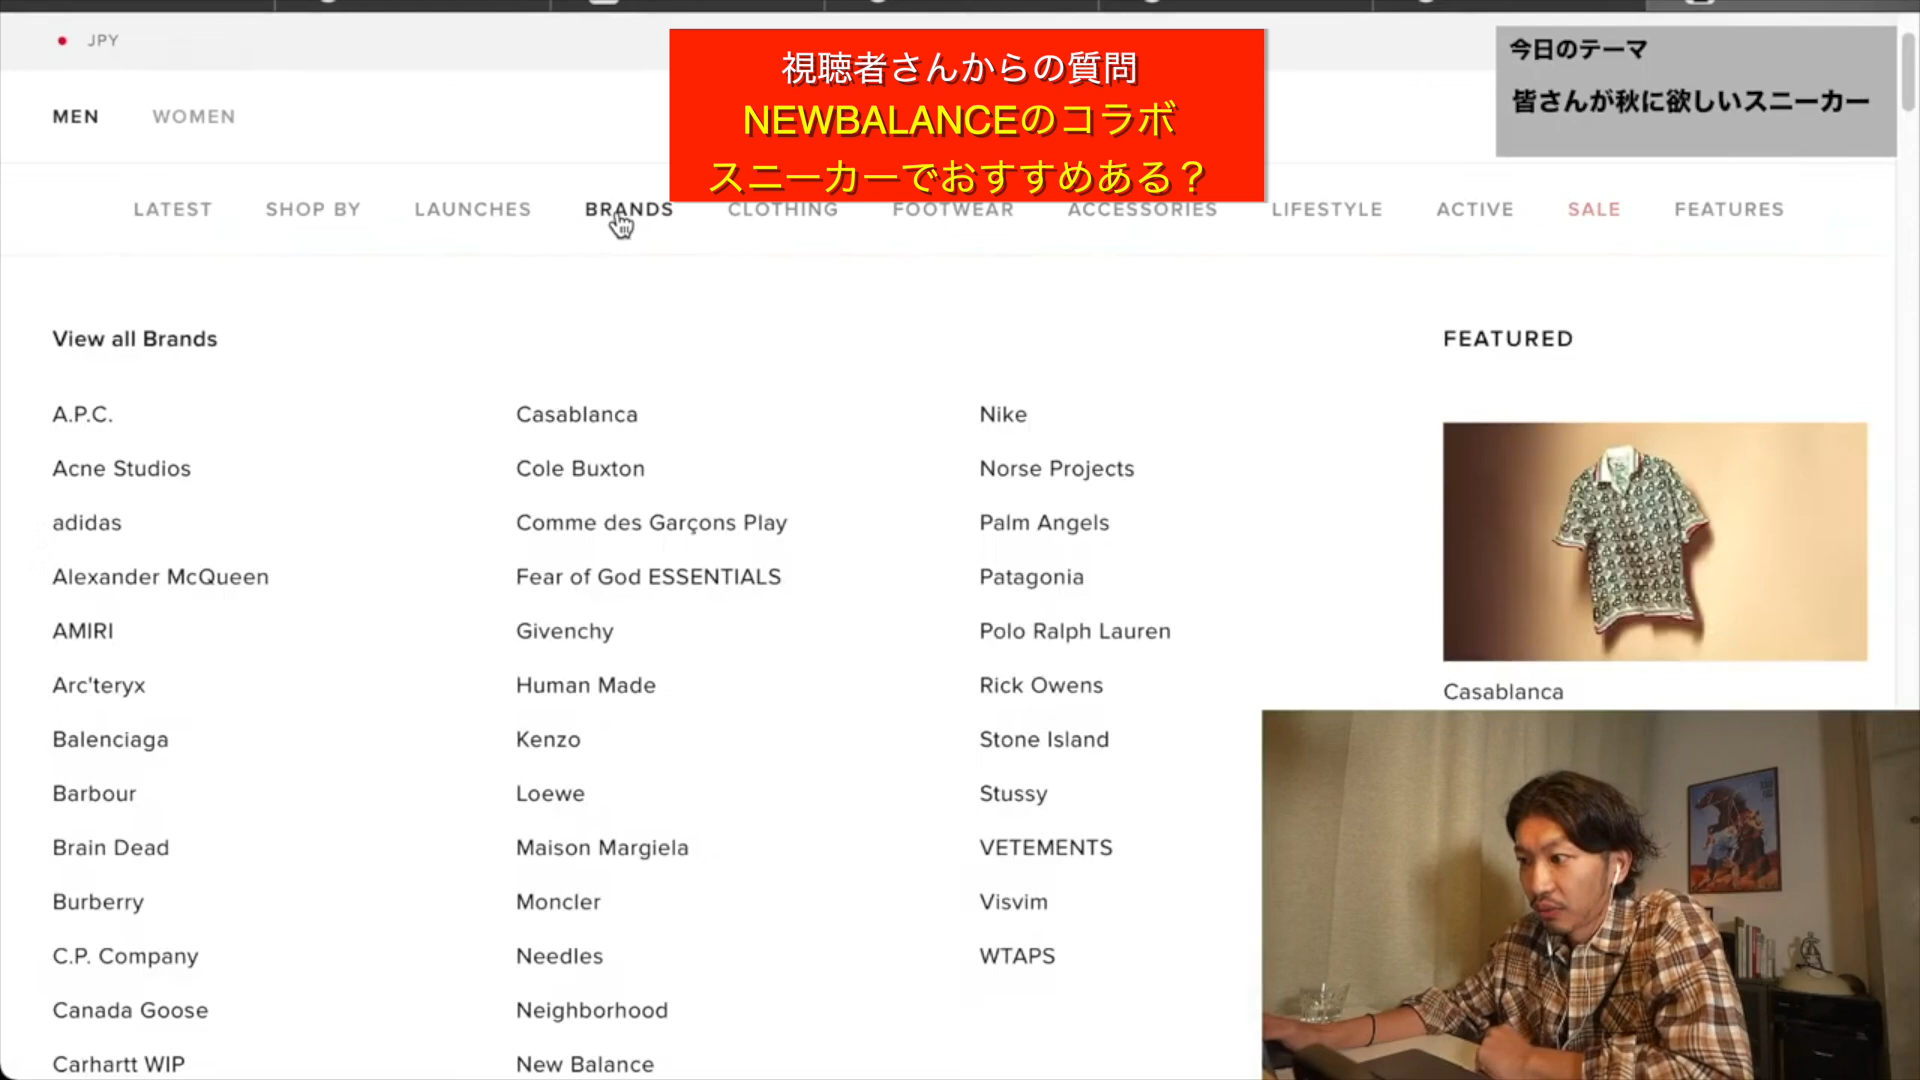 JPY
視聴者さんからの質問
NEWBALANCEのコラボ
スニーカーでおすすめある？
今日のテーマ
皆さんが秋に欲しいスニーカー
MEN
WOMEN
LATEST
SHOP BY
LAUNCHES
BRANDS
CLOTHING
FOOTWEAR
ACCESSORIES
LIFESTYLE
ACTIVE
SALE
FEATURES
View all Brands
A.P.C.
Acne Studios
adidas
Alexander McQueen
AMIRI
Arc'teryx
Balenciaga
Barbour
Brain Dead
Burberry
C.P. Company
Canada Goose
Carhartt WIP
Casablanca
Cole Buxton
Comme des Garçons Play
Fear of God ESSENTIALS
Givenchy
Human Made
Kenzo
Loewe
Maison Margiela
Moncler
Needles
Neighborhood
New Balance
Nike
Norse Projects
Palm Angels
Patagonia
Polo Ralph Lauren
Rick Owens
Stone Island
Stussy
VETEMENTS
Visvim
WTAPS
FEATURED
Casablanca